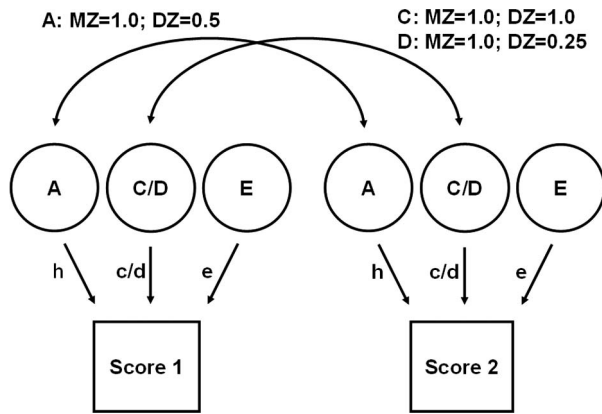 A: MZ=1.0; DZ=0.5
C: MZ=1.0; DZ=1.0
D: MZ=1.0; DZ=0.25
A C/D E A C/D E
h c/d e h c/d e
Score 1 Score 2